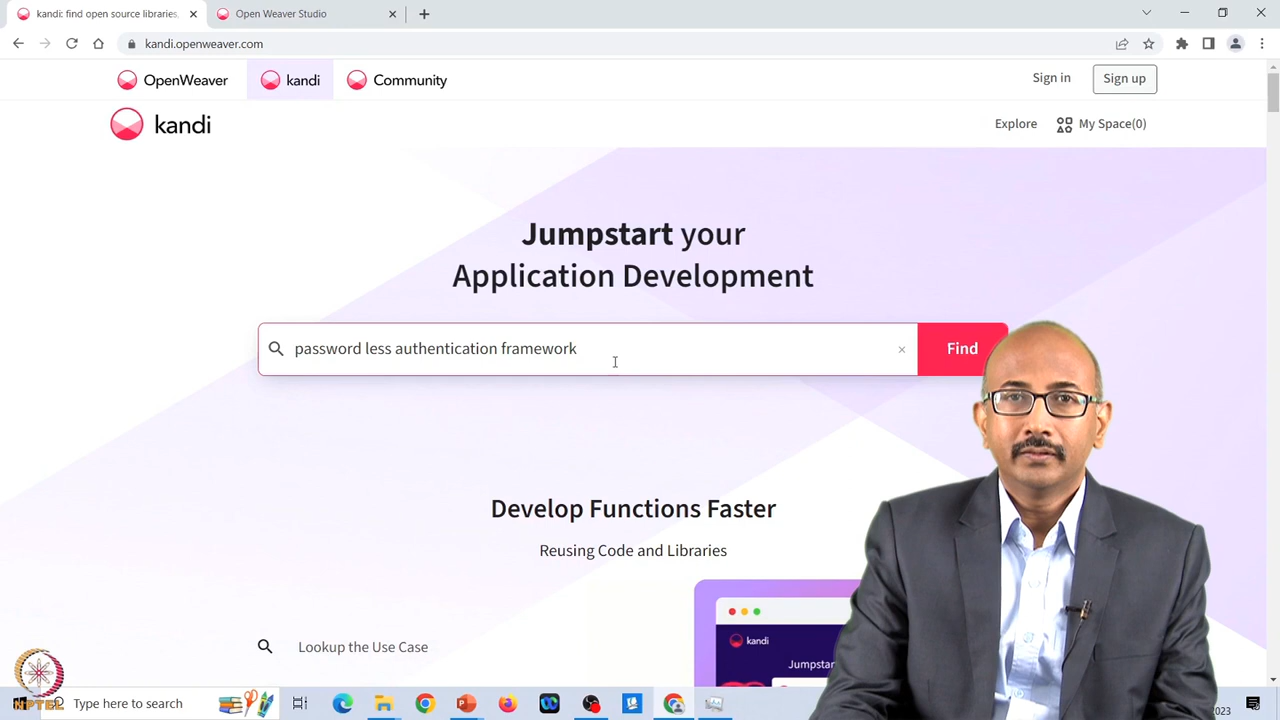 kandi: find open source libraries,
Open Weaver Studio
kandi.openweaver.com
OpenWeaver
kandi
Community
Sign in
Sign up
kandi
Explore
My Space(0)
Jumpstart your
Application Development
password less authentication framework
Find
Develop Functions Faster
Reusing Code and Libraries
kandi
Jumpstar
Lookup the Use Case
NPTEL
Type here to search
2023